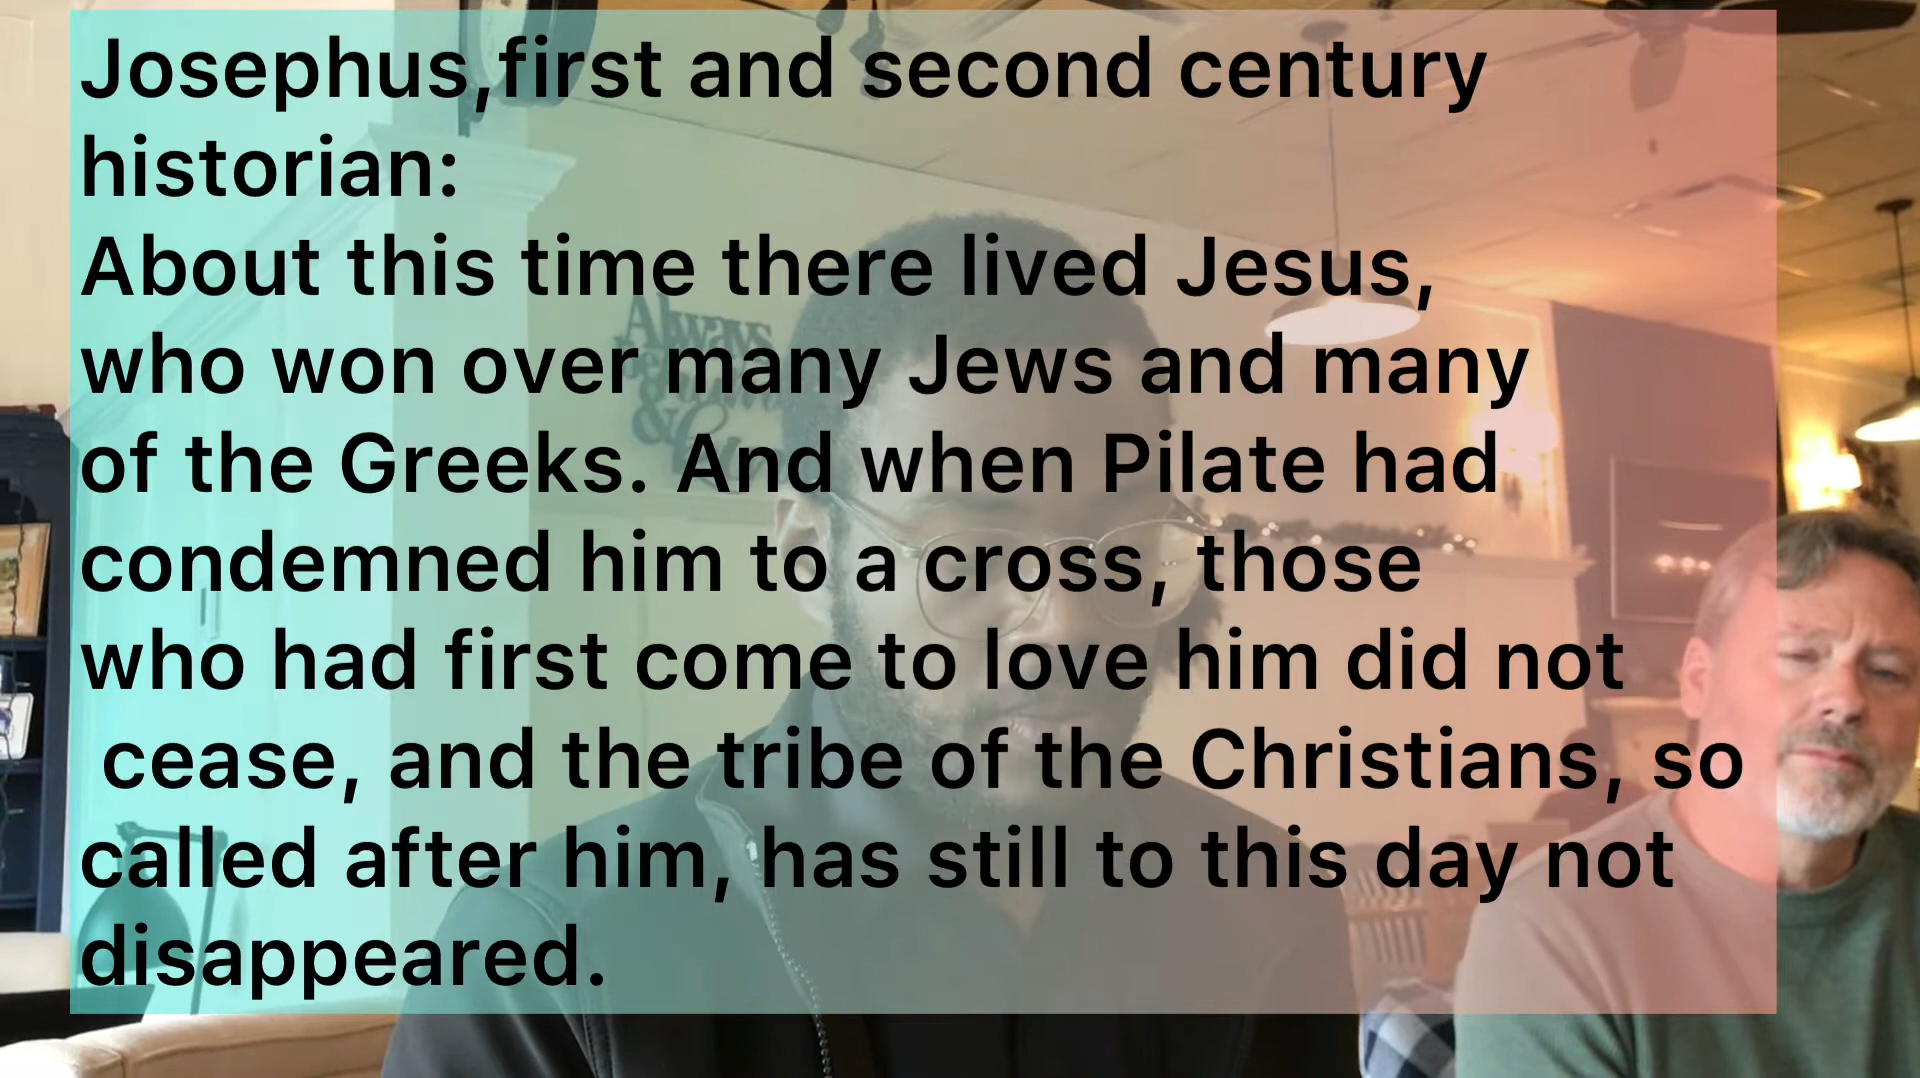 Josephus,first and second century
historian:
About this time there lived Jesus,
who won over many Jews and many
of the Greeks. And when Pilate had
condemned him to a cross, those
who had first come to love him did not
cease, and the tribe of the Christians, so
called after him, has still to this day not
disappeared.
Always
&